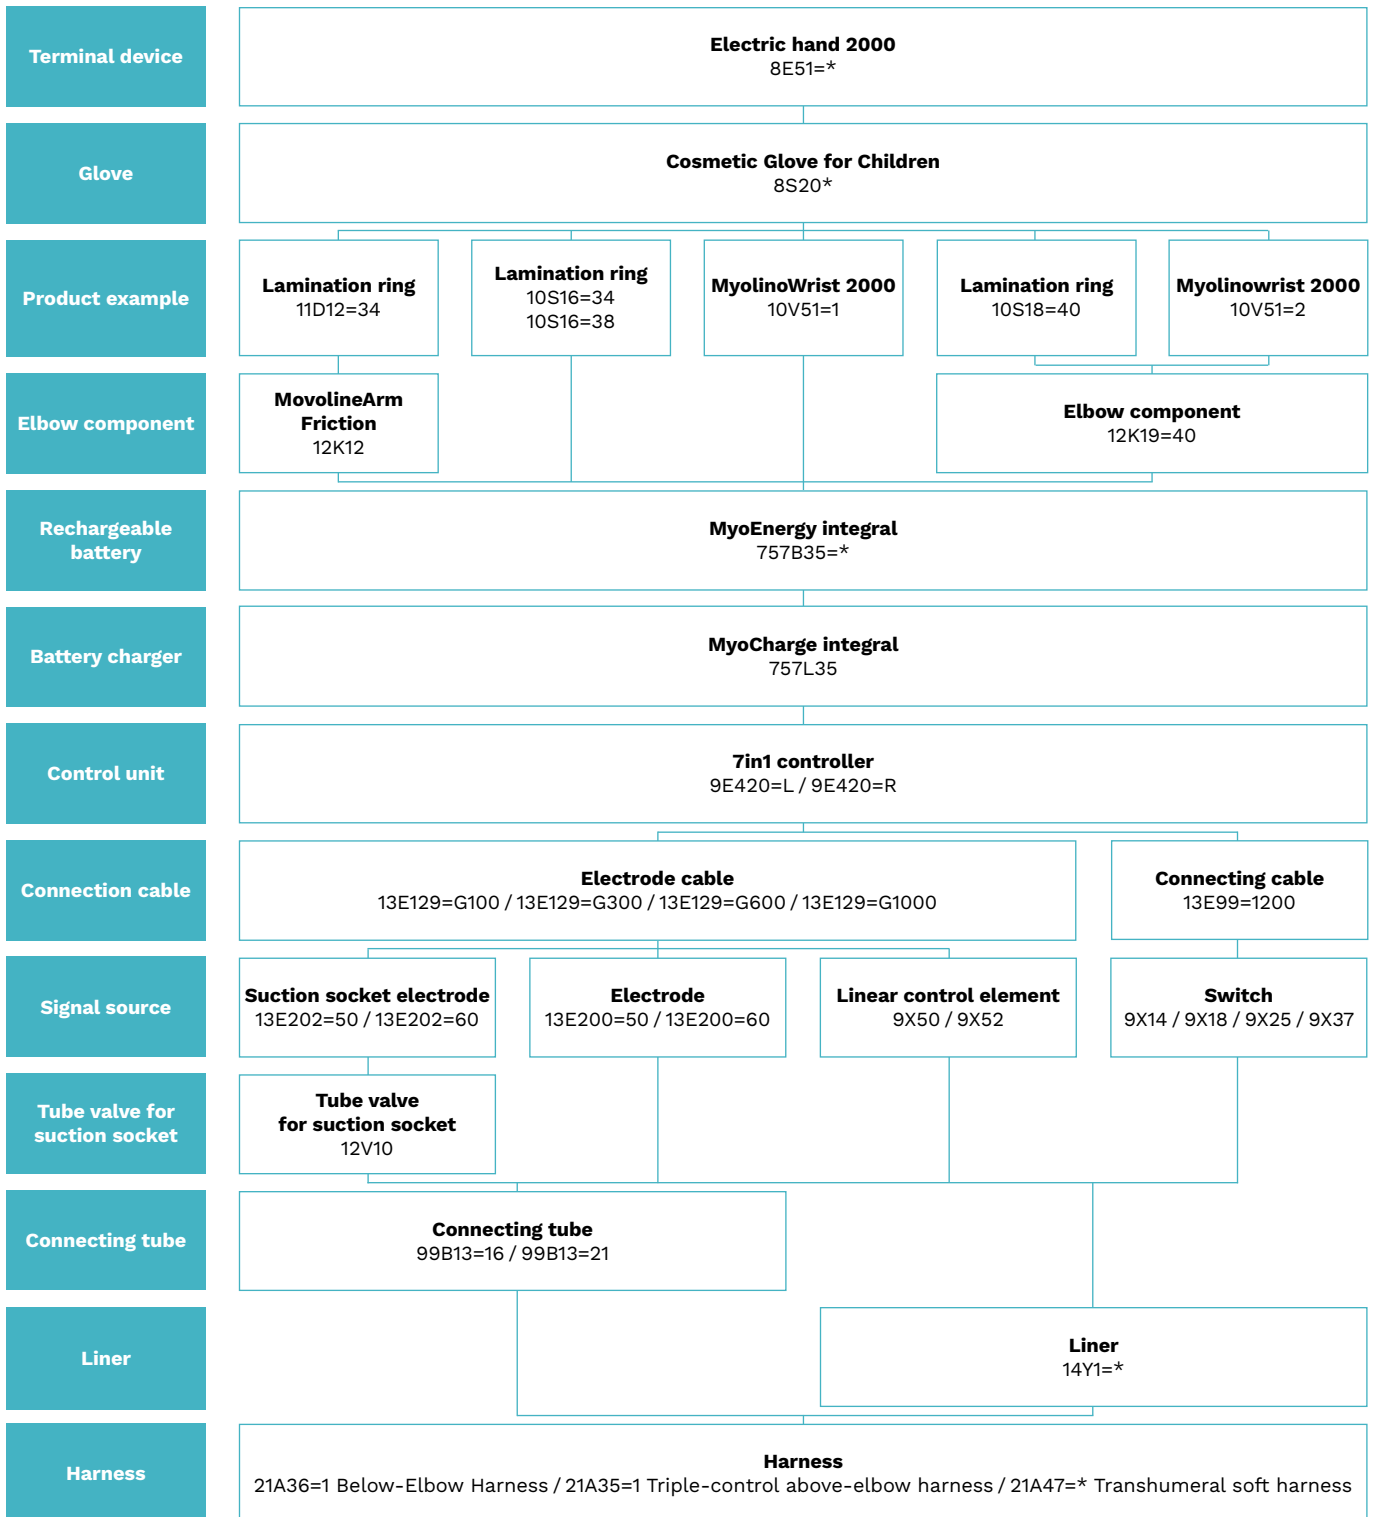 Terminal device
Electric hand 2000
8E51=*
Glove
Cosmetic Glove for Children
8S20*
Product example
Lamination ring
11D12=34
Lamination ring
10S16=34
10S16=38
MyolinoWrist 2000
10V51=1
Lamination ring
10S18=40
Myolinowrist 2000
10V51=2
Elbow component
MovolineArm
Friction
12K12
Elbow component
12K19=40
Rechargeable
battery
MyoEnergy integral
757B35=*
Battery charger
MyoCharge integral
757L35
Control unit
7in1 controller
9E420=L / 9E420=R
Connection cable
Electrode cable
13E129=G100 / 13E129=G300 / 13E129=G600 / 13E129=G1000
Connecting cable
13E99=1200
Signal source
Suction socket electrode
13E202=50 / 13E202=60
Electrode
13E200=50 / 13E200=60
Linear control element
9X50 / 9X52
Switch
9X14 / 9X18 / 9X25 / 9X37
Tube valve for
suction socket
Tube valve
for suction socket
12V10
Connecting tube
Connecting tube
99B13=16 / 99B13=21
Liner
Liner
14Y1=*
Harness
Harness
21A36=1 Below-Elbow Harness / 21A35=1 Triple-control above-elbow harness / 21A47=* Transhumeral soft harness